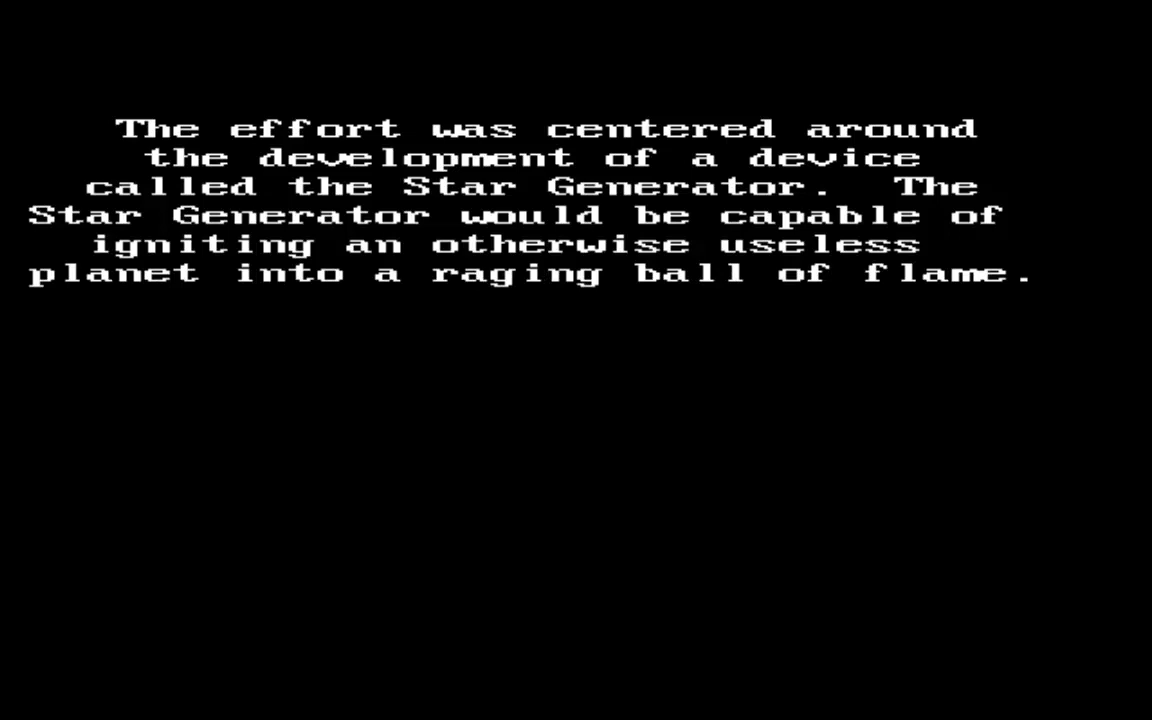 The effort was centered around
the development of a device
called the Star Generator.  The
Star Generator would be capable of
igniting an otherwise useless
planet into a raging ball of flame.